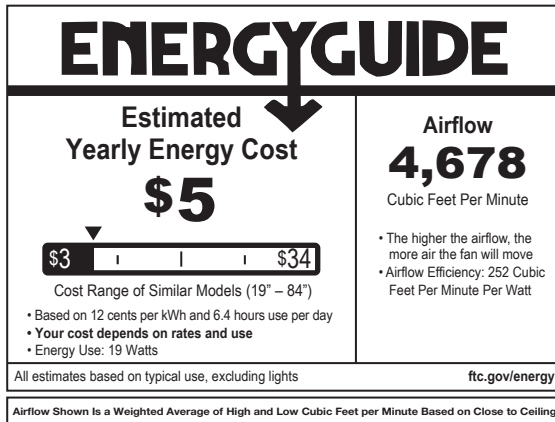 ENERGYGUIDE
Estimated
Yearly Energy Cost
$5
$3
$34
Cost Range of Similar Models (19” – 84”)
• Based on 12 cents per kWh and 6.4 hours use per day
• Your cost depends on rates and use
• Energy Use: 19 Watts
Airflow
4,678
Cubic Feet Per Minute
• The higher the airflow, the
more air the fan will move
• Airflow Efficiency: 252 Cubic
Feet Per Minute Per Watt
All estimates based on typical use, excluding lights
ftc.gov/energy
Airflow Shown Is a Weighted Average of High and Low Cubic Feet per Minute Based on Close to Ceiling